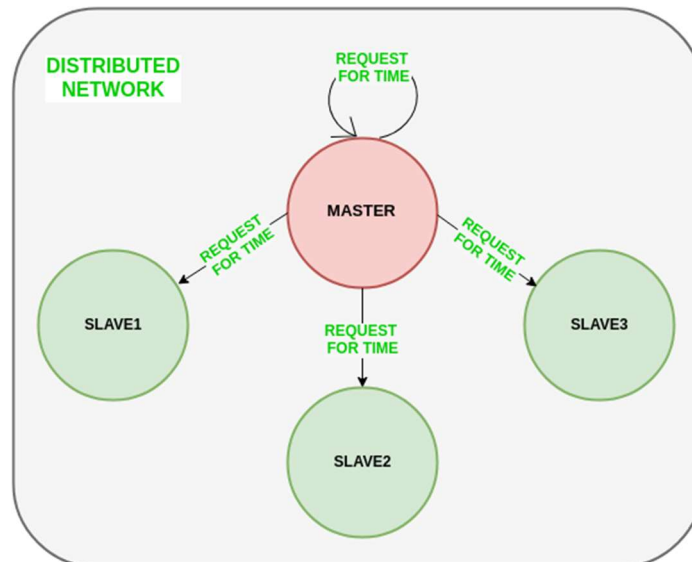 DISTRIBUTED
NETWORK
REQUEST
FOR TIME
MASTER
REQUEST
FOR TIME
REQUEST
FOR TIME
SLAVE1
REQUEST
FOR TIME
SLAVE3
SLAVE2